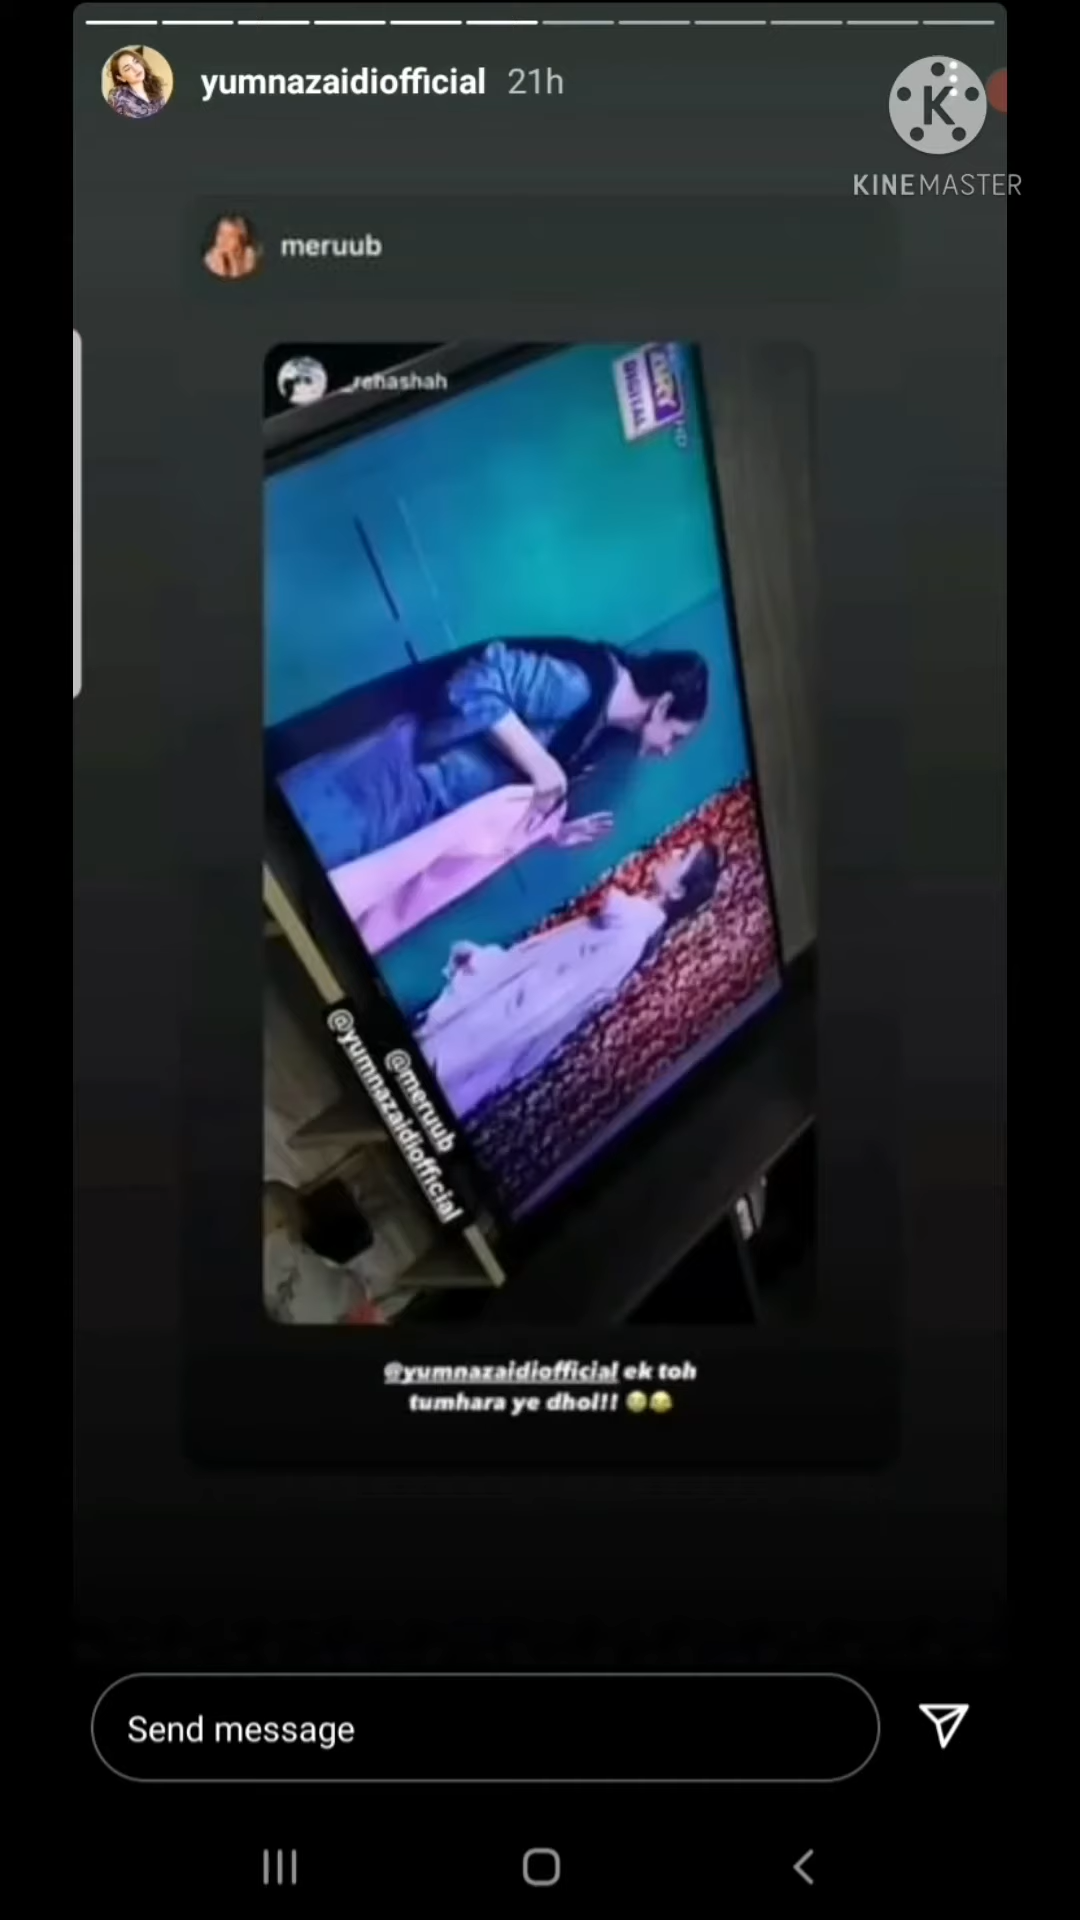 yumnazaidiofficial 21h
K
KINEMASTER
meruub
_rehashah
ARY
DIGITAL
HD
@meruub
@yumnazaidiofficial
@yumnazaidiofficial ek toh
tumhara ye dhol!! 🥲😂
Send message